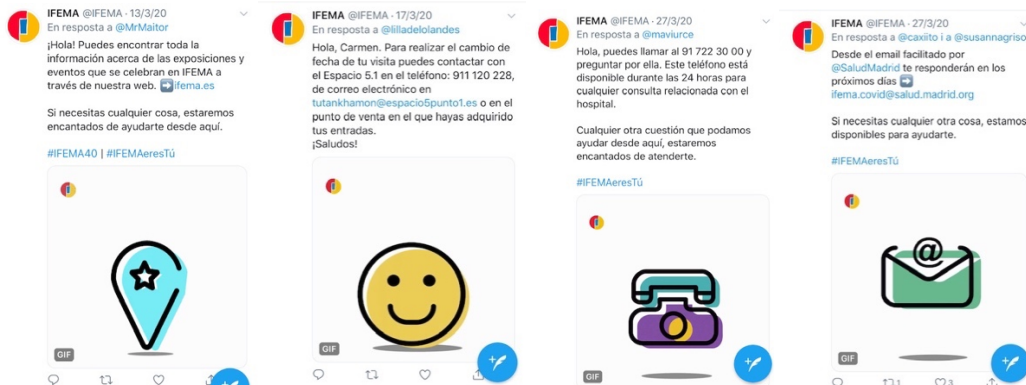 IFEMA @IFEMA · 13/3/20
En resposta a @MrMaitor
¡Hola! Puedes encontrar toda la
información acerca de las exposiciones y
eventos que se celebran en IFEMA a
través de nuestra web. ➡️ifema.es
Si necesitas cualquier cosa, estaremos
encantados de ayudarte desde aquí.
#IFEMA40 | #IFEMAeresTú
GIF
IFEMA @IFEMA · 17/3/20
En resposta a @lilladelolandes
Hola, Carmen. Para realizar el cambio de
fecha de tu visita puedes contactar con
el Espacio 5.1 en el teléfono: 911 120 228,
de correo electrónico en
tutankhamon@espacio5punto1.es o en el
punto de venta en el que hayas adquirido
tus entradas.
¡Saludos!
GIF
IFEMA @IFEMA · 27/3/20
En resposta a @maviurce
Hola, puedes llamar al 91 722 30 00 y
preguntar por ella. Este teléfono está
disponible durante las 24 horas para
cualquier consulta relacionada con el
hospital.
Cualquier otra cuestión que podamos
ayudar desde aquí, estaremos
encantados de atenderte.
#IFEMAeresTú
GIF
IFEMA @IFEMA · 27/3/20
En resposta a @caxiito i a @susannagriso
Desde el email facilitado por
@SaludMadrid te responderán en los
próximos días ➡️
ifema.covid@salud.madrid.org
Si necesitas cualquier otra cosa, estamos
disponibles para ayudarte.
#IFEMAeresTú
@
GIF
1
3